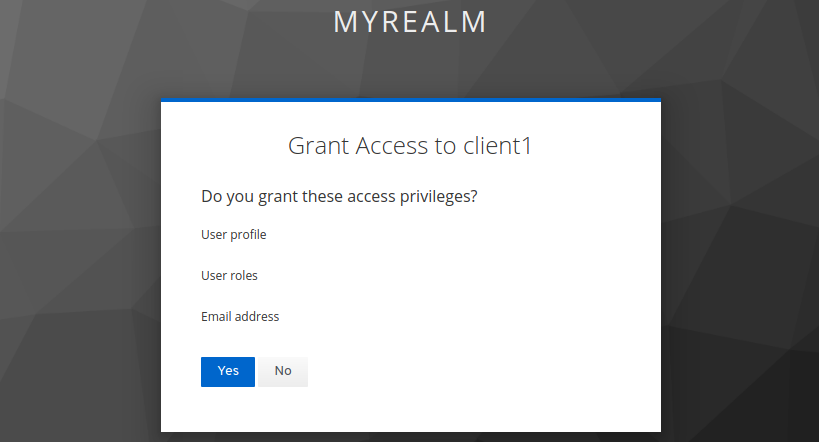 MYREALM
Grant Access to client1
Do you grant these access privileges?
User profile
User roles
Email address
Yes No